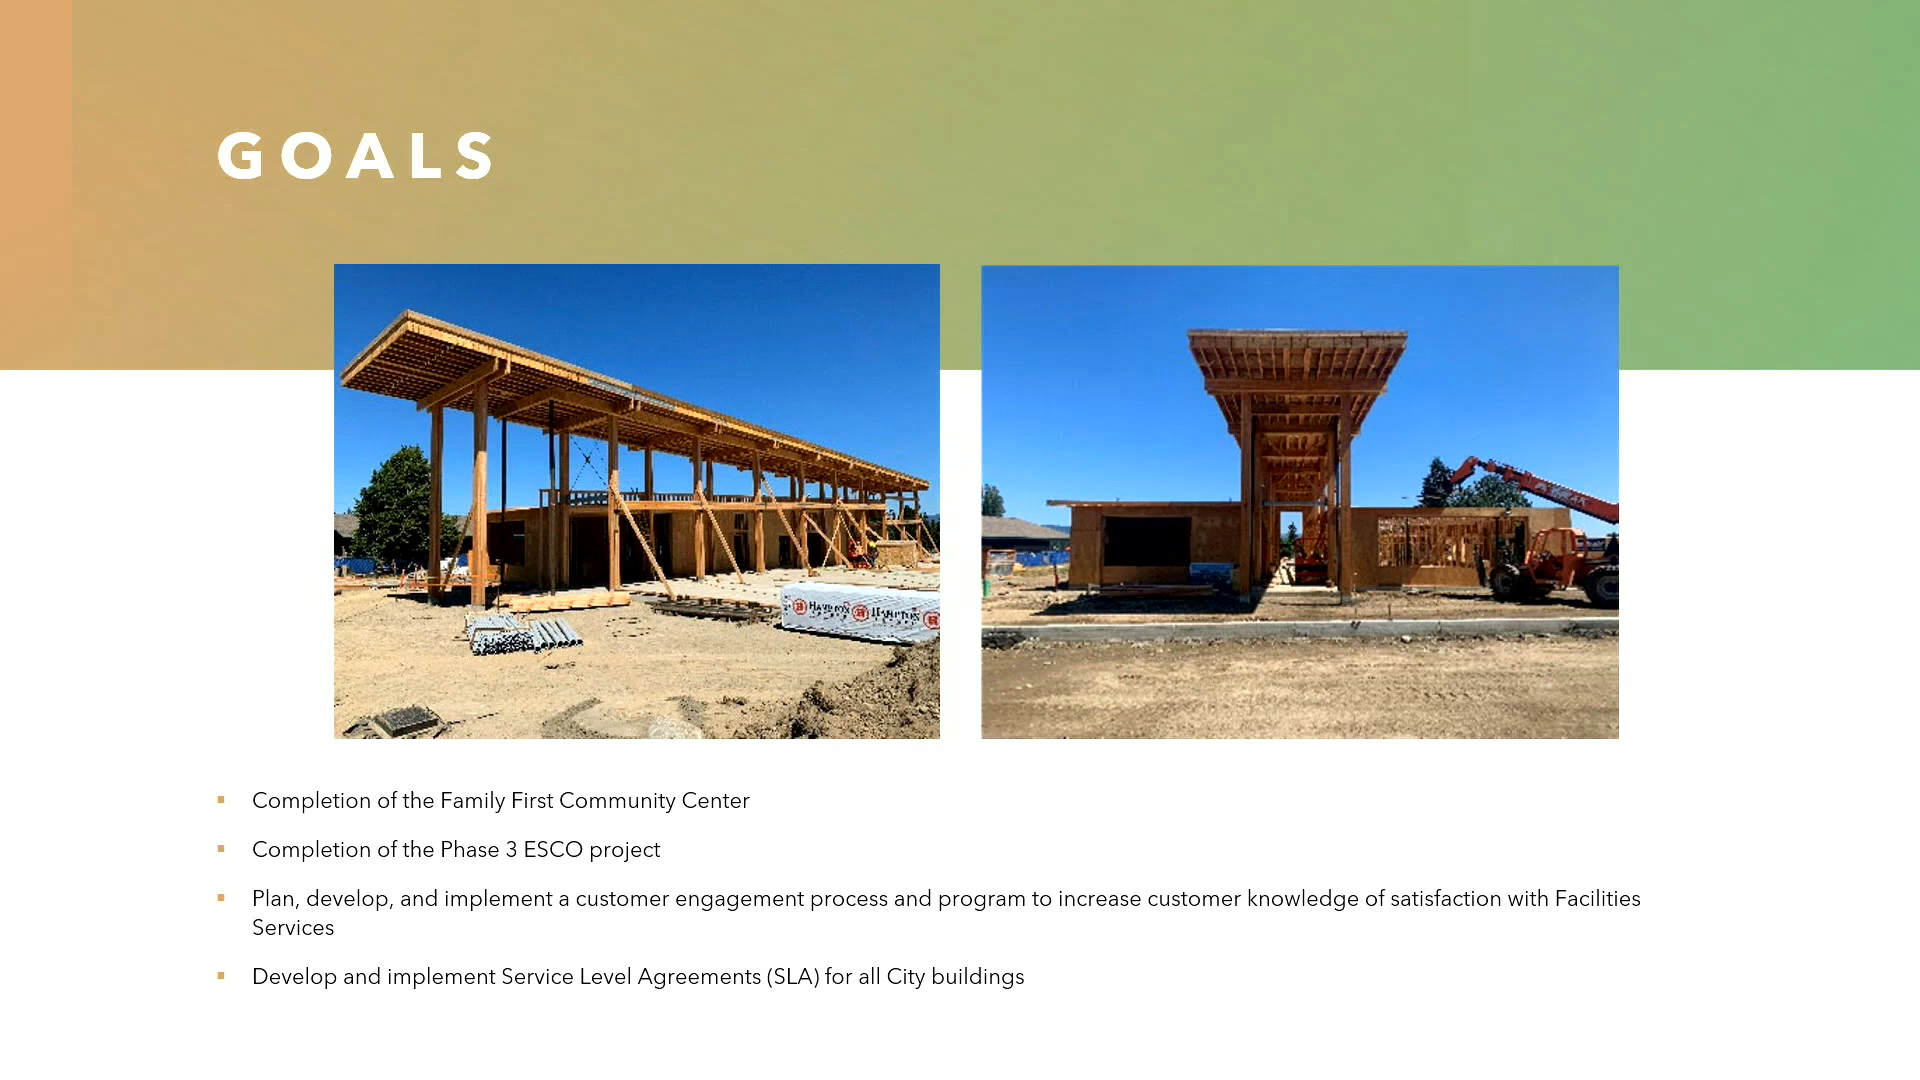 GOALS
HAMPTON HAMPTON
Completion of the Family First Community Center
Completion of the Phase 3 ESCO project
Plan, develop, and implement a customer engagement process and program to increase customer knowledge of satisfaction with Facilities
Services
Develop and implement Service Level Agreements (SLA) for all City buildings